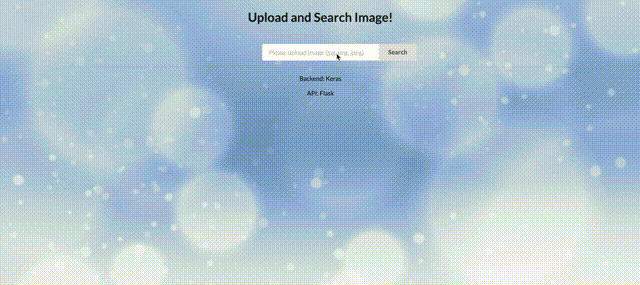 Upload and Search Image!
Please upload image (jpg, png, jpeg) Search
Backend: Keras
API: Flask